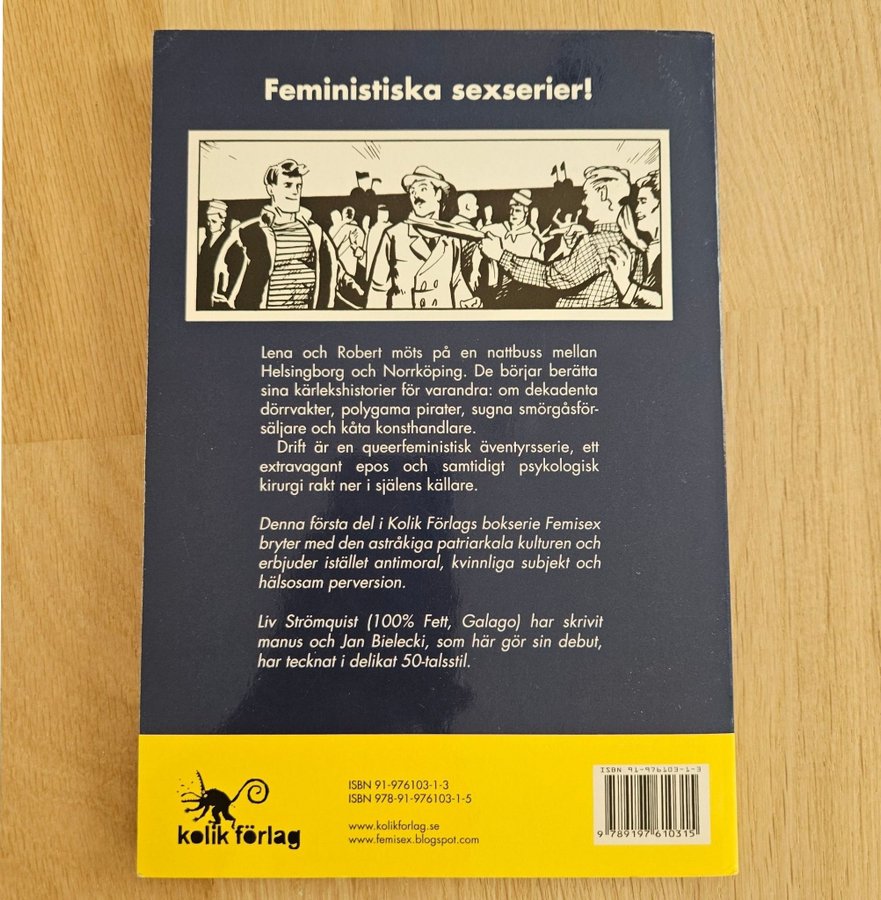 Feministiska sexserier!
Lena och Robert möts på en nattbuss mellan
Helsingborg och Norrköping. De börjar berätta
sina kärlekshistorier för varandra: om dekadenta
dörrvakter, polygama pirater, sugna smörgåsför-
säljare och kåta konsthandlare.
Drift är en queerfeministisk äventyrsserie, ett
extravagant epos och samtidigt psykologisk
kirurgi rakt ner i själens källare.
Denna första del i Kolik Förlags bokserie Femisex
bryter med den astråkiga patriarkala kulturen och
erbjuder istället antimoral, kvinnliga subjekt och
hälsosam perversion.
Liv Strömquist (100% Fett, Galago) har skrivit
manus och Jan Bielecki, som här gör sin debut,
har tecknat i delikat 50-talsstil.
kolik förlag
ISBN 91-976103-1-3
ISBN 978-91-976103-1-5
www.kolikforlag.se
www.femisex.blogspot.com
ISBN 91-976103-1-3
9 789197 610315